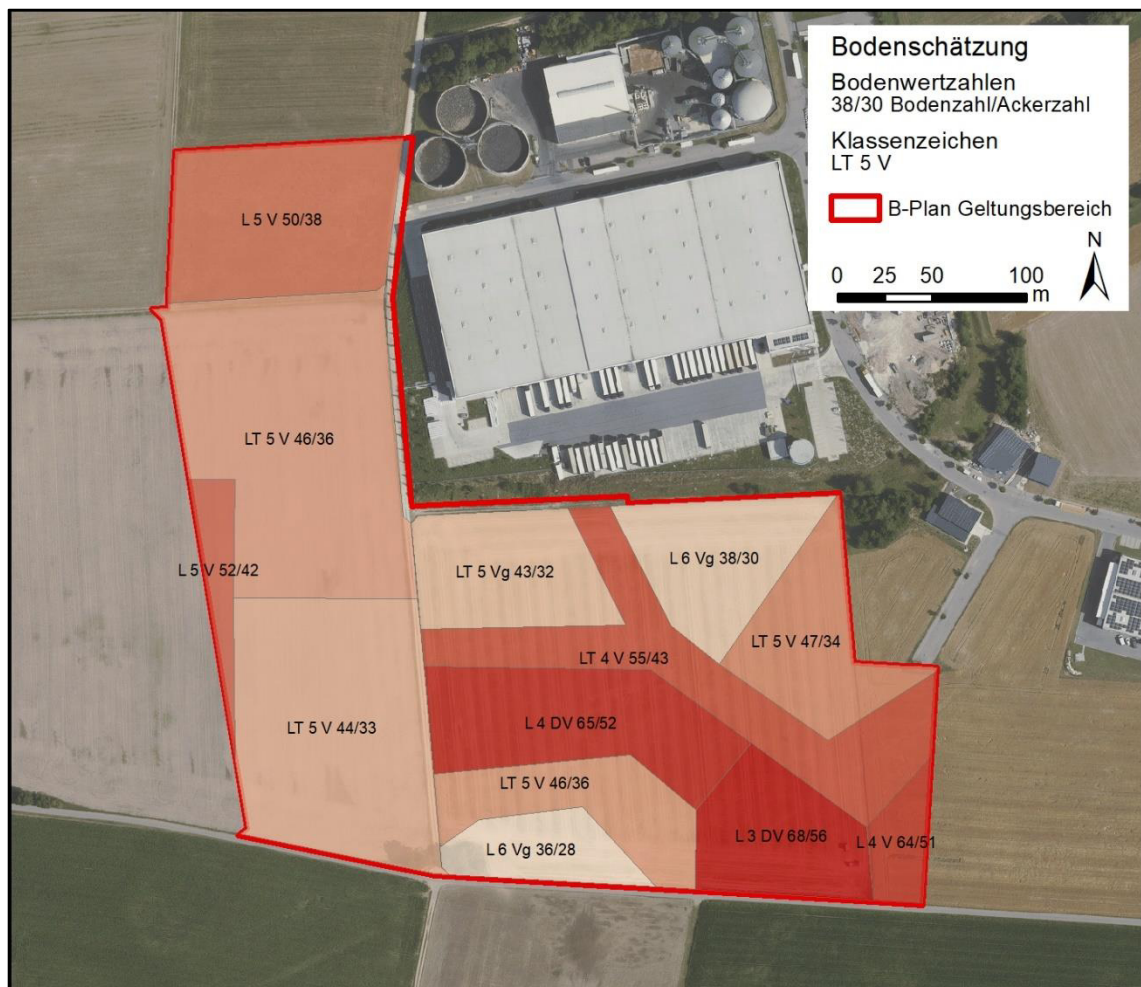 Bodenschätzung
Bodenwertzahlen
38/30 Bodenzahl/Ackerzahl
Klassenzeichen
LT 5 V
B-Plan Geltungsbereich
N
0 25 50 100
m
L 5 V 50/38
LT 5 V 46/36
L 5 V 52/42
LT 5 Vg 43/32
L 6 Vg 38/30
LT 5 V 47/34
LT 4 V 55/43
L 4 DV 65/52
LT 5 V 44/33
LT 5 V 46/36
L 3 DV 68/56
L 4 V 64/51
L 6 Vg 36/28